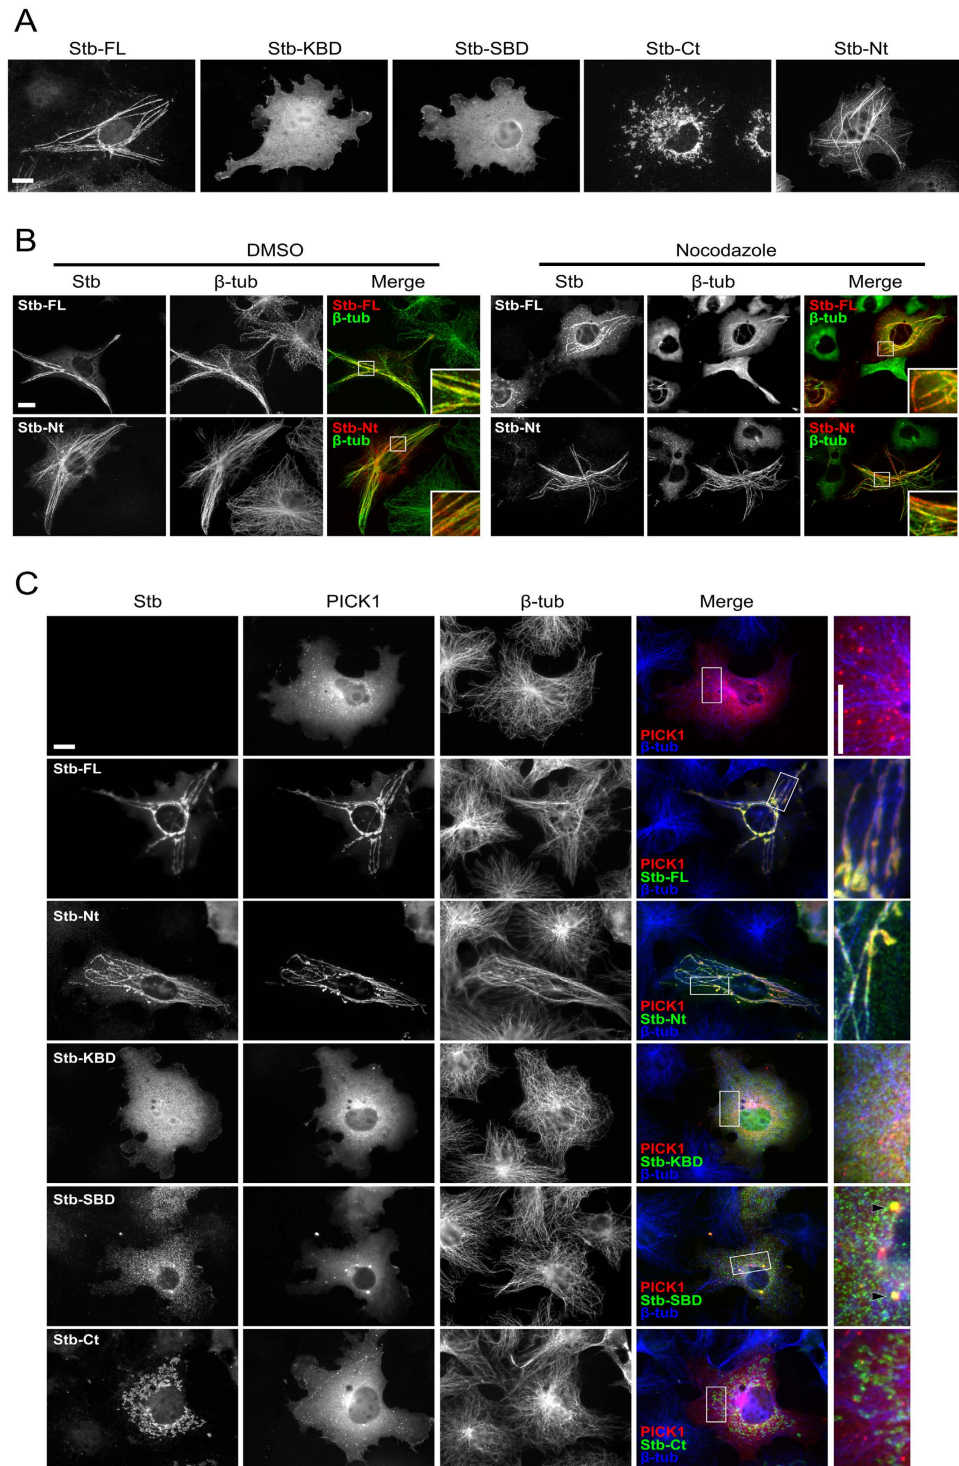 A
Stb-FL Stb-KBD Stb-SBD Stb-Ct Stb-Nt
B
DMSO Nocodazole
Stb β-tub Merge Stb β-tub Merge
Stb-FL Stb-FL Stb-FL Stb-FL
β-tub β-tub
Stb-Nt Stb-Nt Stb-Nt Stb-Nt
β-tub β-tub
C
Stb PICK1 β-tub Merge
PICK1
β-tub
Stb-FL
PICK1
Stb-FL
β-tub
Stb-Nt
PICK1
Stb-Nt
β-tub
Stb-KBD
PICK1
Stb-KBD
β-tub
Stb-SBD
PICK1
Stb-SBD
β-tub
Stb-Ct
PICK1
Stb-Ct
β-tub